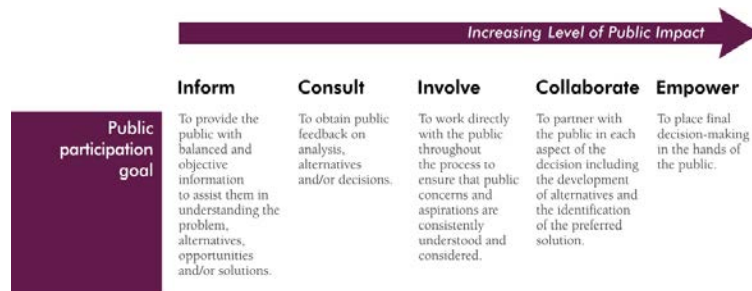 Increasing Level of Public Impact
Inform
Consult
Involve
Collaborate
Empower
Public
participation
goal
To provide the
public with
balanced and
objective
information
to assist them in
understanding the
problem,
alternatives,
opportunities
and/or solutions.
To obtain public
feedback on
analysis,
alternatives
and/or decisions.
To work directly
with the public
throughout
the process to
ensure that public
concerns and
aspirations are
consistently
understood and
considered.
To partner with
the public in each
aspect of the
decision including
the development
of alternatives and
the identification
of the preferred
solution.
To place final
decision-making
in the hands of
the public.